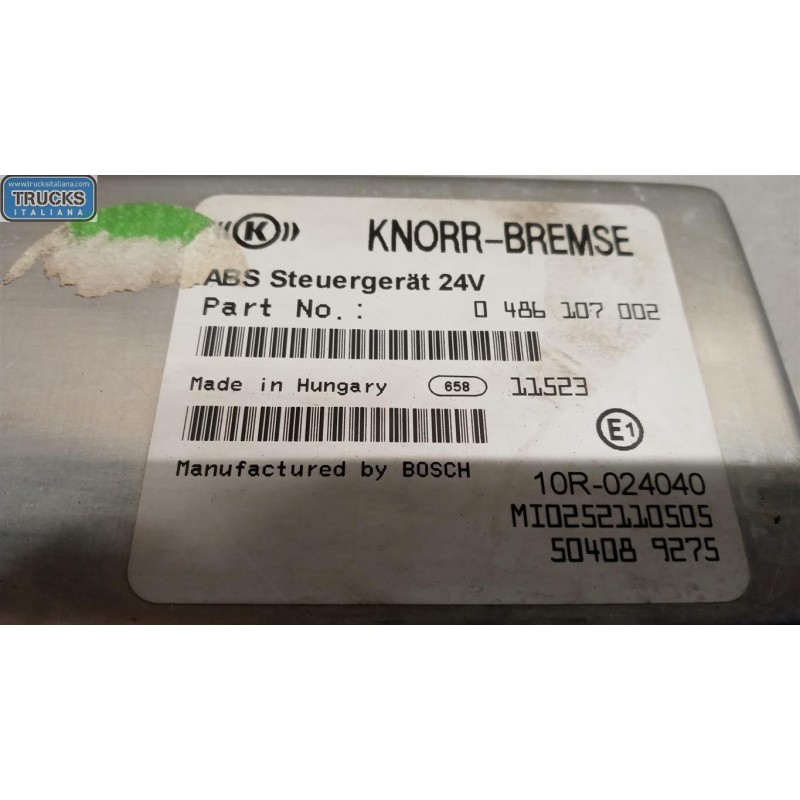 www.trucksitaliana.com
TRUCKS
ITALIANA
((K)) KNORR-BREMSE
ABS Steuergerät 24V
Part No.: 0 486 107 002
Made in Hungary 658 11523
E1
Manufactured by BOSCH
10R-024040
MI0252110505
50408 9275